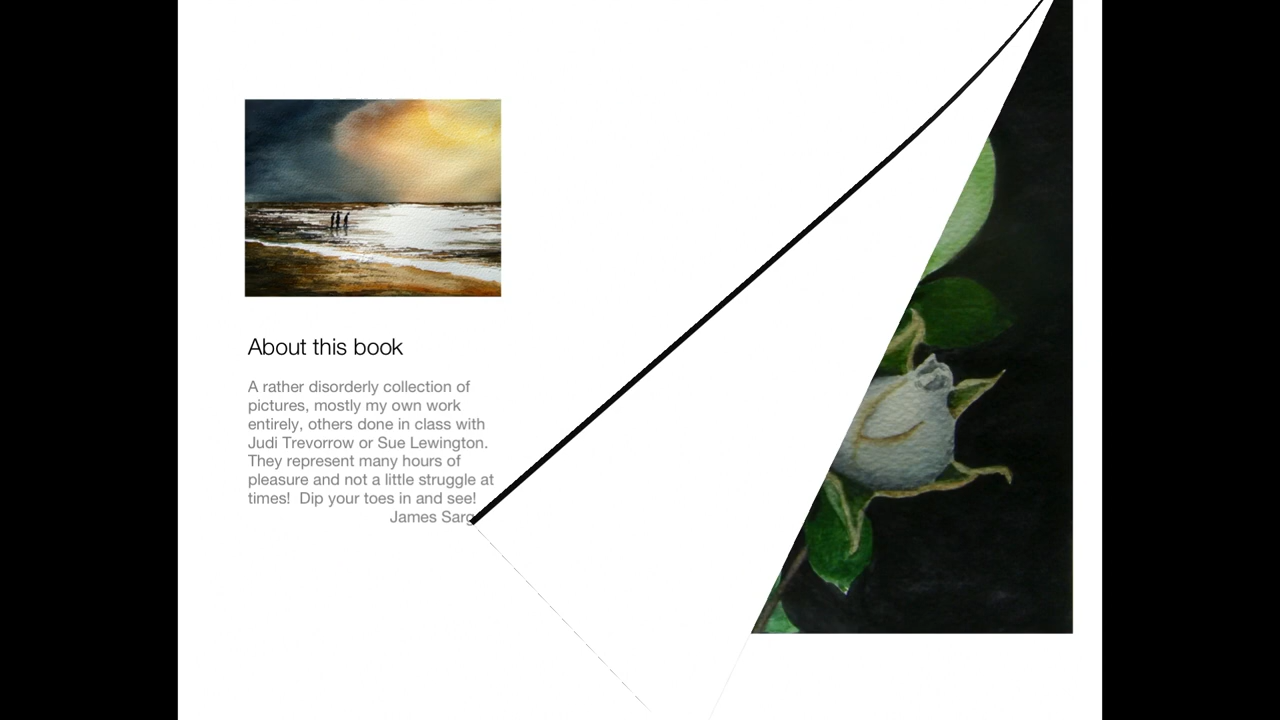 About this book
A rather disorderly collection of
pictures, mostly my own work
entirely, others done in class with
Judi Trevorrow or Sue Lewington.
They represent many hours of
pleasure and not a little struggle at
times!  Dip your toes in and see!
James